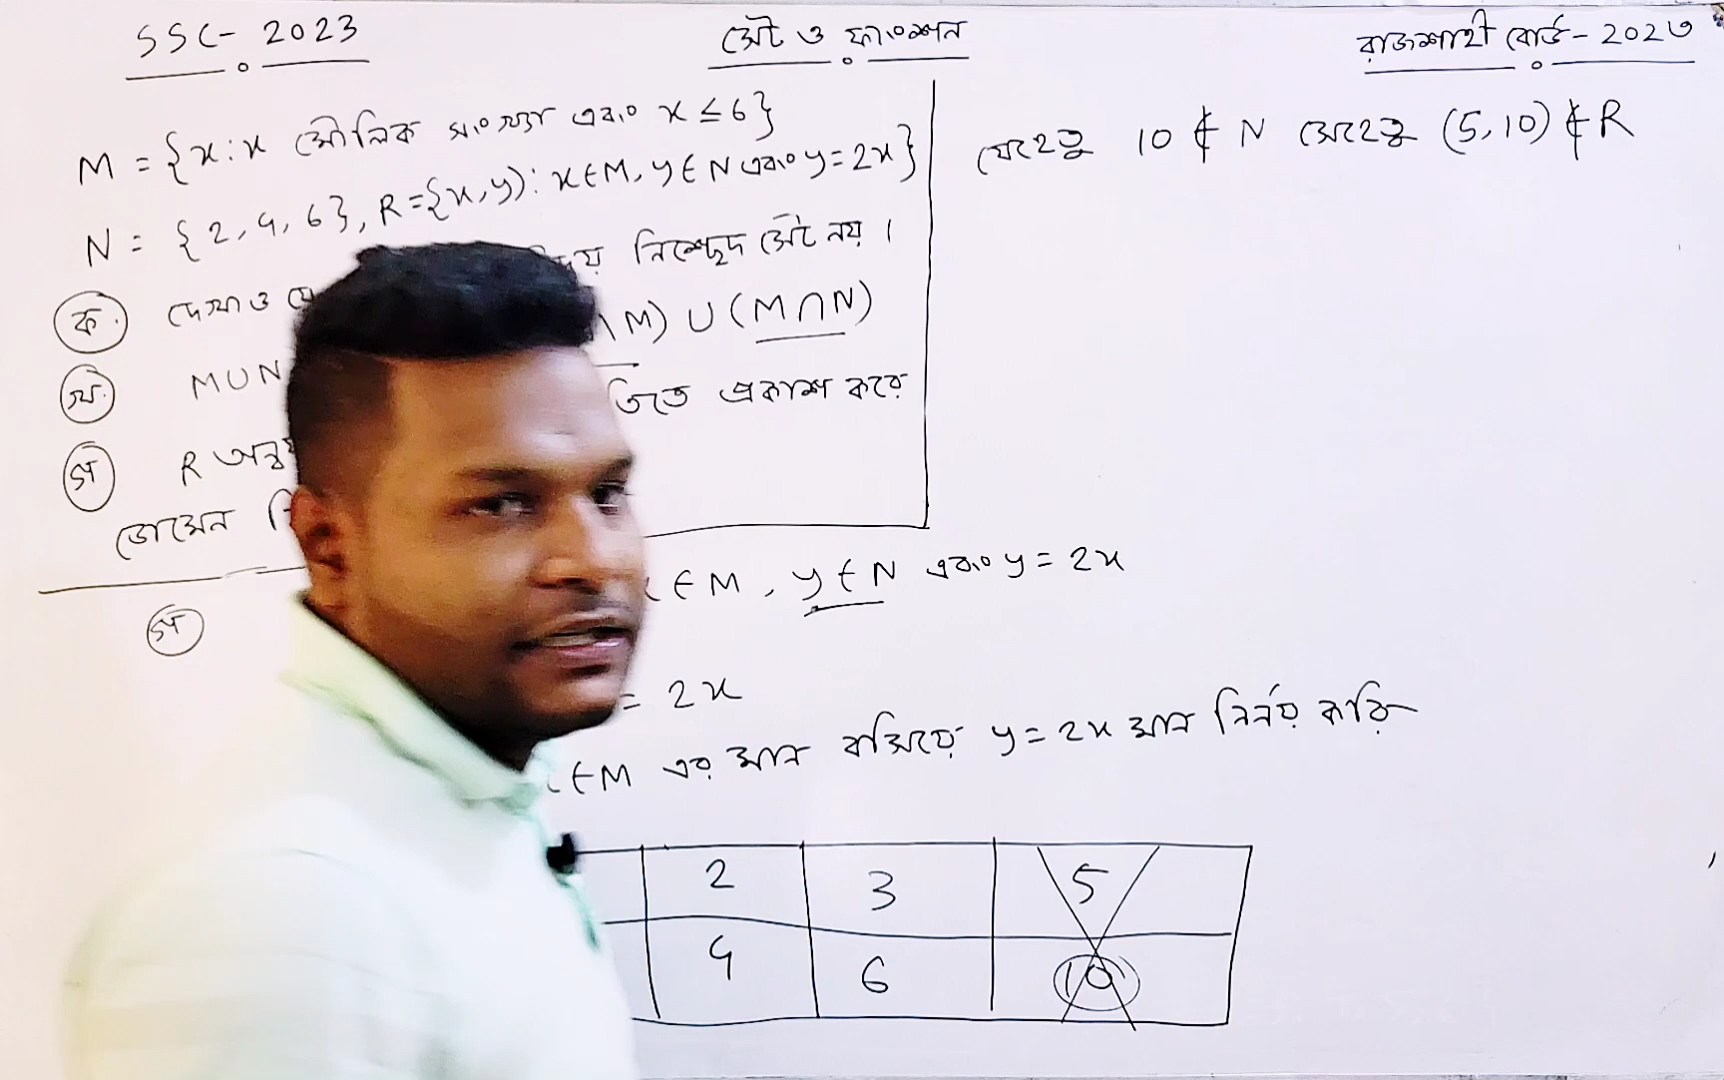 SSC- 2023
সেট ও ফাংশন
রাজশাহী বোর্ড - 2023
M = {x : x মৌলিক সংখ্যা এবং x ≤ 6}
N = {2, 4, 6}, R = {x, y) : x ∈ M, y ∈ N এবং y = 2x}
ক. দেখাও নিশ্ছেদ সেট নয়।
খ. M ∪ N M) ∪ (M ∩ N)
গ R প্রকাশ করে
ডোমেন
যেহেতু 10 ∉ N সেহেতু (5, 10) ∉ R
গ ∈ M, y ∈ N এবং y = 2x
= 2x
∈ M এর মান বসিয়ে y = 2x মান নির্নয় করি
2 3 5
4 6 10